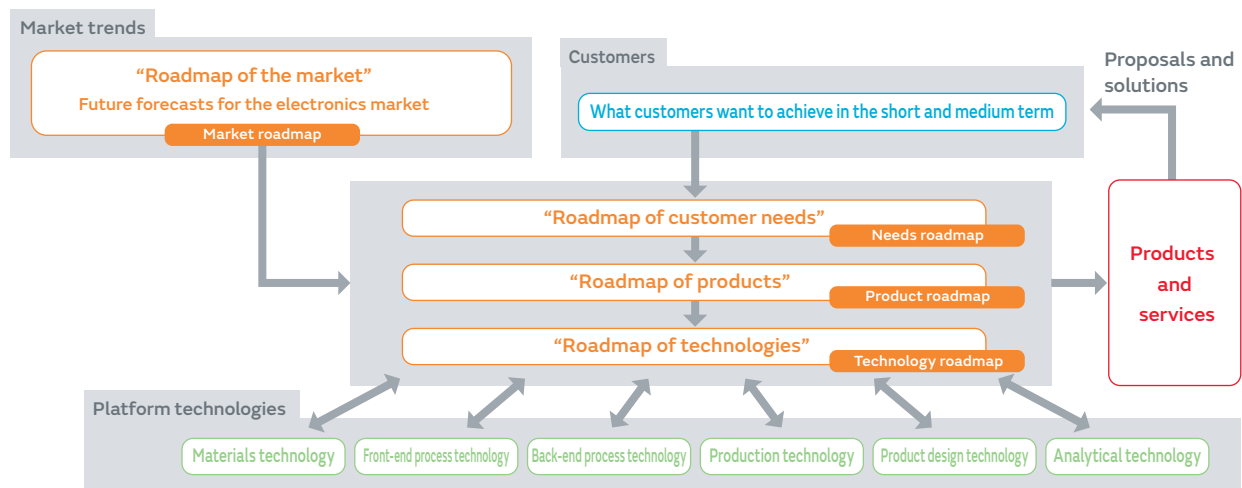 Market trends
“Roadmap of the market”
Future forecasts for the electronics market
Market roadmap
Customers
What customers want to achieve in the short and medium term
Proposals and
solutions
“Roadmap of customer needs”
Needs roadmap
“Roadmap of products”
Product roadmap
“Roadmap of technologies”
Technology roadmap
Products
and
services
Platform technologies
Materials technology
Front-end process technology
Back-end process technology
Production technology
Product design technology
Analytical technology